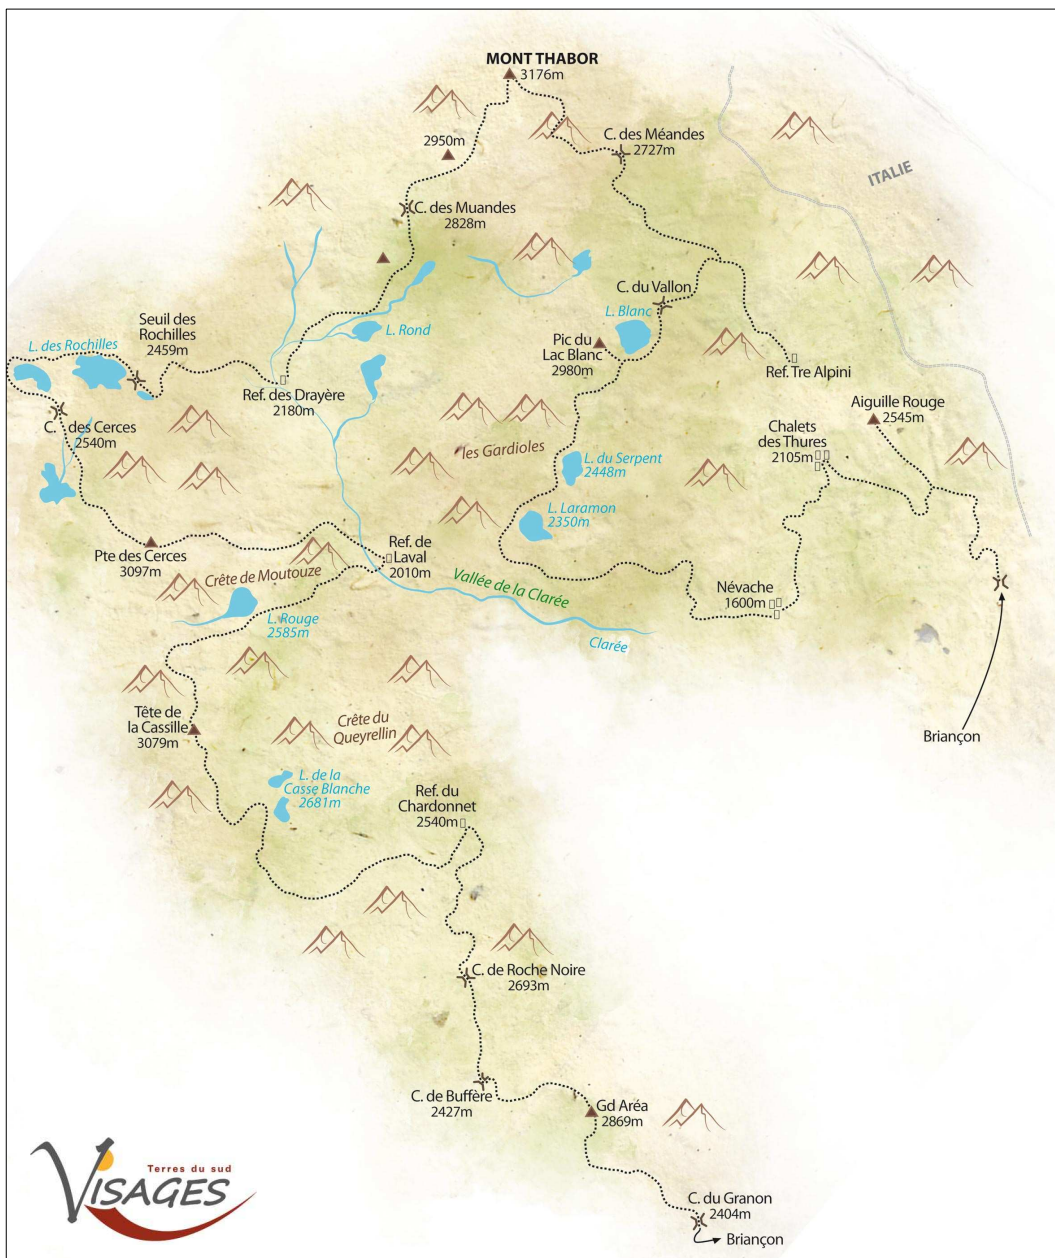 MONT THABOR
3176m
C. des Méandes
2727m
2950m
ITALIE
C. des Muandes
2828m
C. du Vallon
L. Blanc
Seuil des
Rochilles
2459m
L. des Rochilles
L. Rond
Pic du
Lac Blanc
2980m
Ref. Tre Alpini
Ref. des Drayère
2180m
Aiguille Rouge
2545m
C. des Cerces
2540m
Chalets
des Thures
2105m
les Gardioles
L. du Serpent
2448m
L. Laramon
2350m
Pte des Cerces
3097m
Ref. de
Laval
2010m
Crête de Moutouze
Vallée de la Clarée
Névache
1600m
L. Rouge
2585m
Clarée
Tête de
la Cassille
3079m
Crête du
Queyrellin
Briançon
L. de la
Casse Blanche
2681m
Ref. du
Chardonnet
2540m
C. de Roche Noire
2693m
C. de Buffère
2427m
Gd Aréa
2869m
Terres du sud
VISAGES
C. du Granon
2404m
Briançon